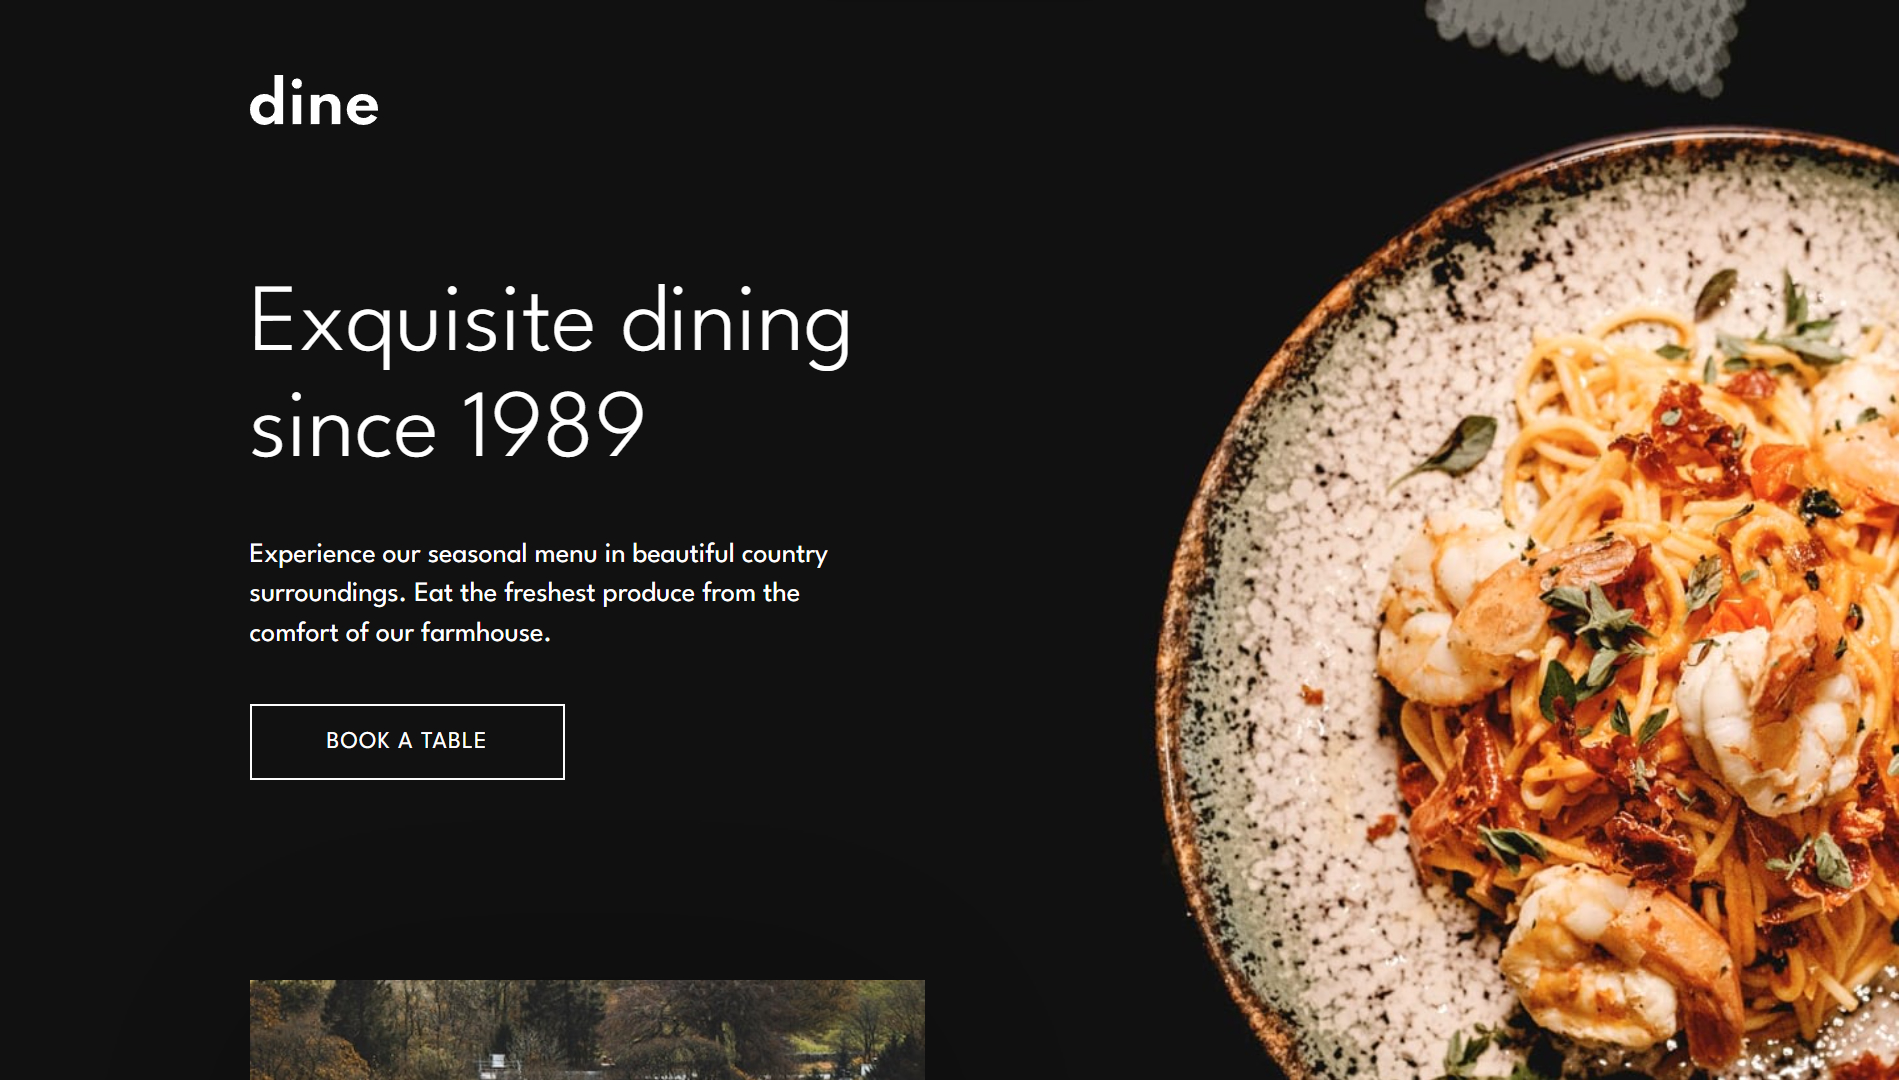 dine
Exquisite dining
since 1989
Experience our seasonal menu in beautiful country
surroundings. Eat the freshest produce from the
comfort of our farmhouse.
BOOK A TABLE